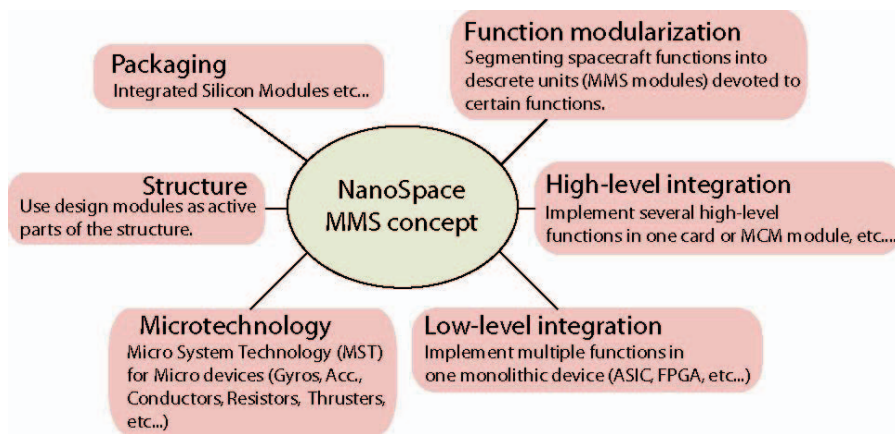 Packaging
Integrated Silicon Modules etc...
Function modularization
Segmenting spacecraft functions into
descrete units (MMS modules) devoted to
certain functions.
Structure
Use design modules as active
parts of the structure.
NanoSpace
MMS concept
High-level integration
Implement several high-level
functions in one card or MCM module, etc....
Microtechnology
Micro System Technology (MST)
for Micro devices (Gyros, Acc.,
Conductors, Resistors, Thrusters,
etc...)
Low-level integration
Implement multiple functions in
one monolithic device (ASIC, FPGA, etc...)